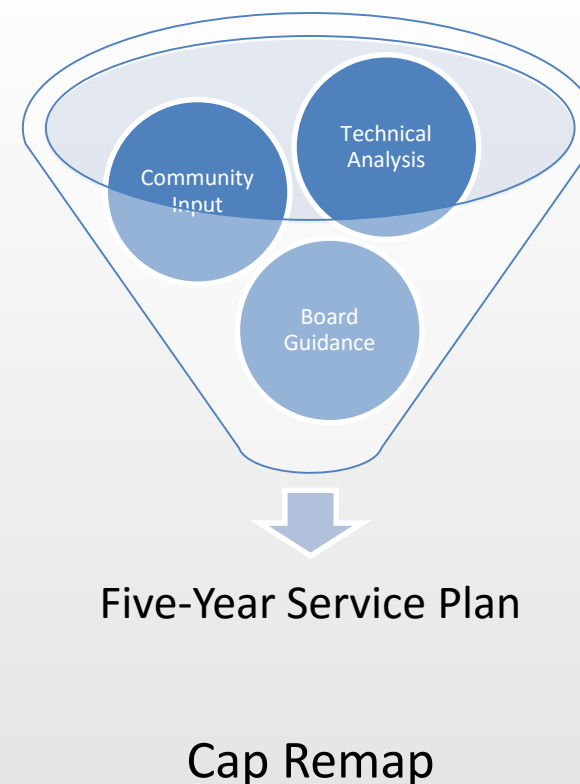 Technical
Analysis
Community
Input
Board
Guidance
Five-Year Service Plan
Cap Remap